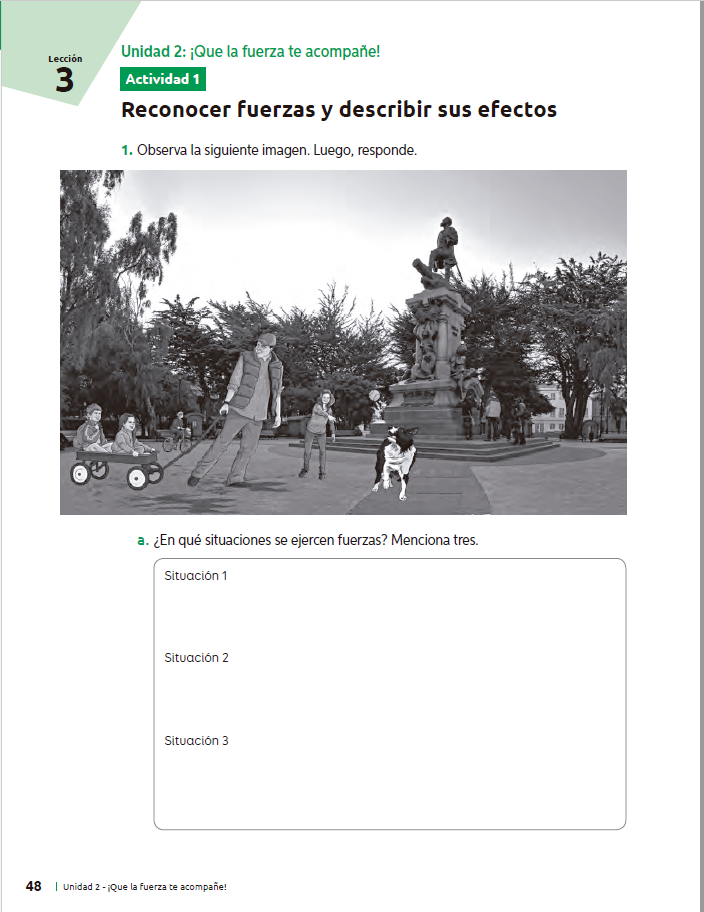 Lección
3
Unidad 2: ¡Que la fuerza te acompañe!
Actividad 1
Reconocer fuerzas y describir sus efectos
1. Observa la siguiente imagen. Luego, responde.
a. ¿En qué situaciones se ejercen fuerzas? Menciona tres.
Situación 1
Situación 2
Situación 3
48 | Unidad 2 - ¡Que la fuerza te acompañe!